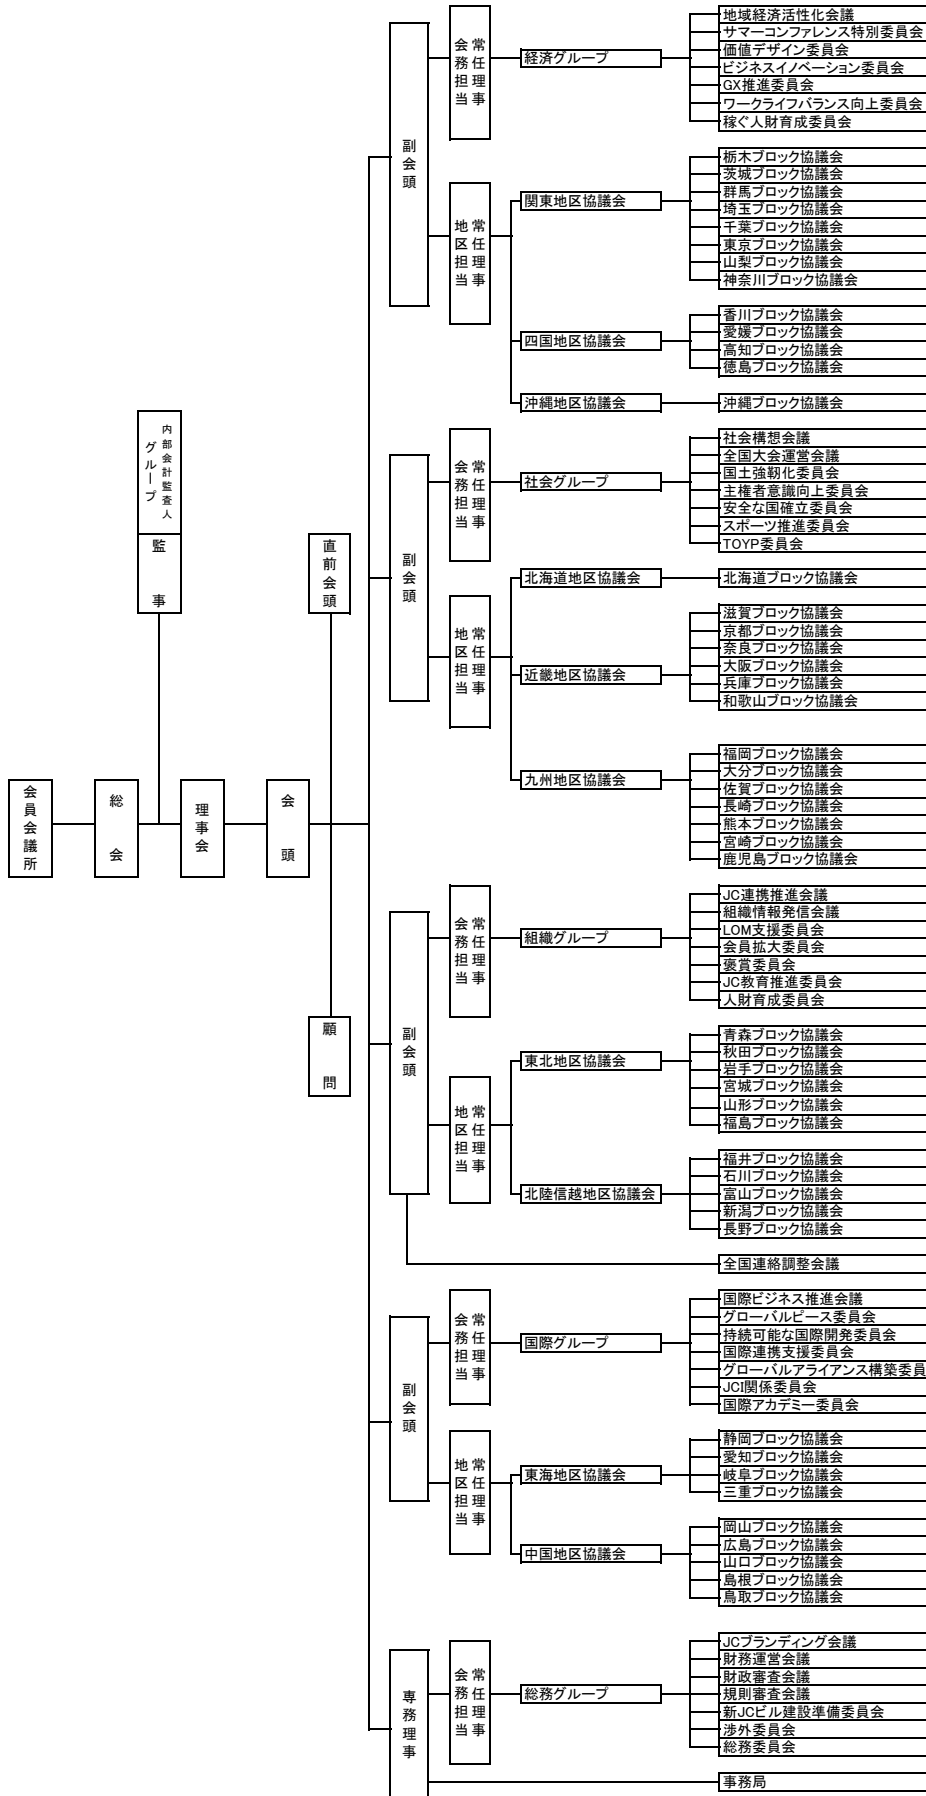 会員会議所
総会
内部会計監査人
グループ
監事
理事会
会頭
直前会頭
顧問
副会頭
常任理事
会務担当
経済グループ
地域経済活性化会議
サマーコンファレンス特別委員会
価値デザイン委員会
ビジネスイノベーション委員会
GX推進委員会
ワークライフバランス向上委員会
稼ぐ人財育成委員会
常任理事
地区担当
関東地区協議会
栃木ブロック協議会
茨城ブロック協議会
群馬ブロック協議会
埼玉ブロック協議会
千葉ブロック協議会
東京ブロック協議会
山梨ブロック協議会
神奈川ブロック協議会
四国地区協議会
香川ブロック協議会
愛媛ブロック協議会
高知ブロック協議会
徳島ブロック協議会
沖縄地区協議会
沖縄ブロック協議会
副会頭
常任理事
会務担当
社会グループ
社会構想会議
全国大会運営会議
国土強靭化委員会
主権者意識向上委員会
安全な国確立委員会
スポーツ推進委員会
TOYP委員会
常任理事
地区担当
北海道地区協議会
北海道ブロック協議会
近畿地区協議会
滋賀ブロック協議会
京都ブロック協議会
奈良ブロック協議会
大阪ブロック協議会
兵庫ブロック協議会
和歌山ブロック協議会
九州地区協議会
福岡ブロック協議会
大分ブロック協議会
佐賀ブロック協議会
長崎ブロック協議会
熊本ブロック協議会
宮崎ブロック協議会
鹿児島ブロック協議会
副会頭
常任理事
会務担当
組織グループ
JC連携推進会議
組織情報発信会議
LOM支援委員会
会員拡大委員会
褒賞委員会
JC教育推進委員会
人財育成委員会
常任理事
地区担当
東北地区協議会
青森ブロック協議会
秋田ブロック協議会
岩手ブロック協議会
宮城ブロック協議会
山形ブロック協議会
福島ブロック協議会
北陸信越地区協議会
福井ブロック協議会
石川ブロック協議会
富山ブロック協議会
新潟ブロック協議会
長野ブロック協議会
全国連絡調整会議
副会頭
常任理事
会務担当
国際グループ
国際ビジネス推進会議
グローバルピース委員会
持続可能な国際開発委員会
国際連携支援委員会
グローバルアライアンス構築委員
JCI関係委員会
国際アカデミー委員会
常任理事
地区担当
東海地区協議会
静岡ブロック協議会
愛知ブロック協議会
岐阜ブロック協議会
三重ブロック協議会
中国地区協議会
岡山ブロック協議会
広島ブロック協議会
山口ブロック協議会
島根ブロック協議会
鳥取ブロック協議会
専務理事
常任理事
会務担当
総務グループ
JCブランディング会議
財務運営会議
財政審査会議
規則審査会議
新JCビル建設準備委員会
渉外委員会
総務委員会
事務局